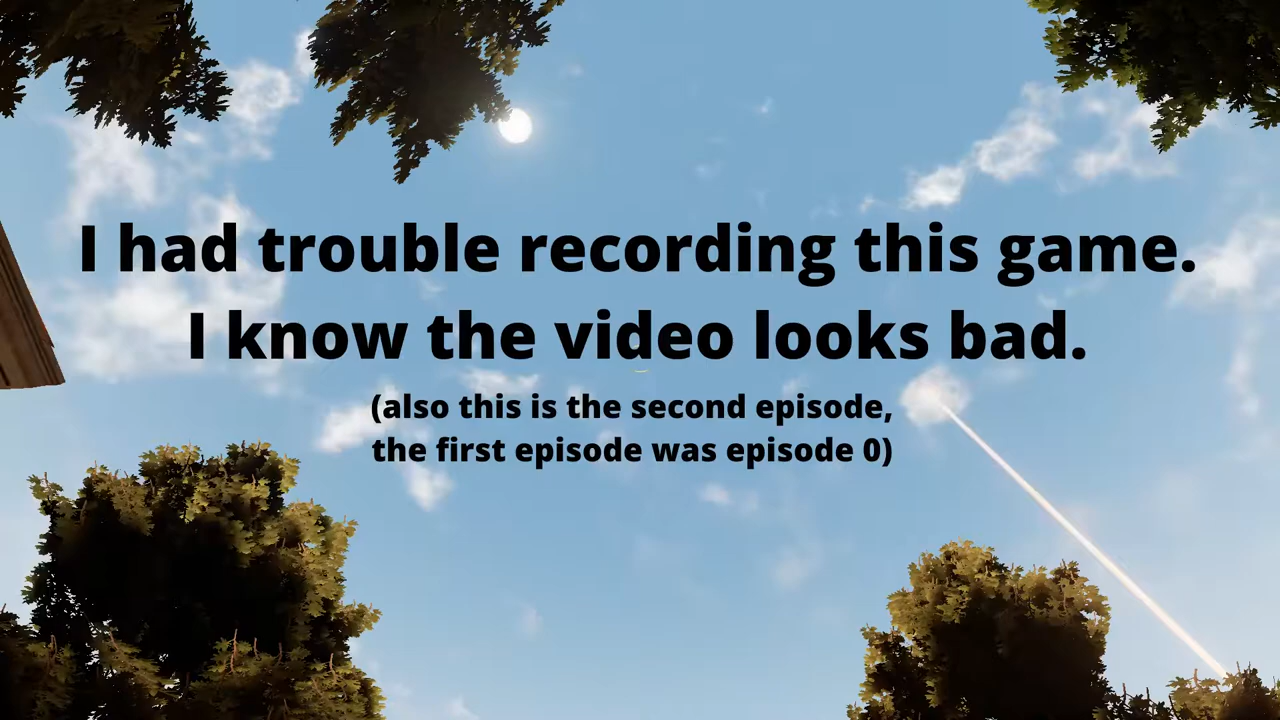 I had trouble recording this game.
I know the video looks bad.
(also this is the second episode,
the first episode was episode 0)